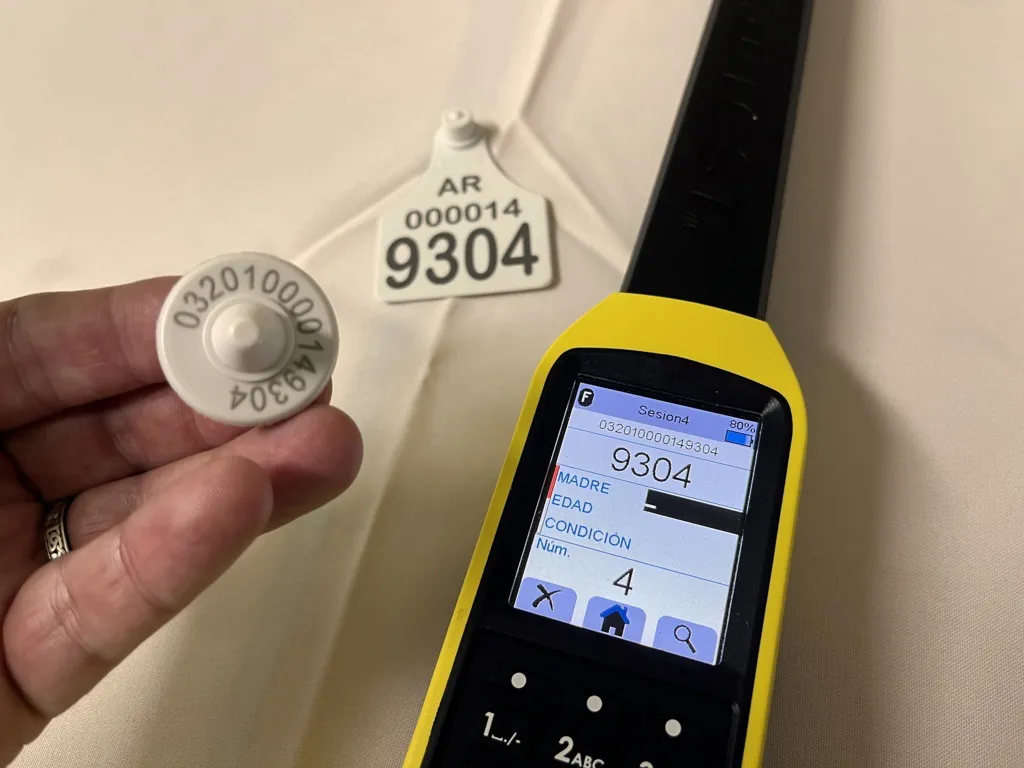 AR
000014
9304
032010000149304
Sesion4
80%
032010000149304
9304
MADRE
EDAD
CONDICIÓN
Núm.
4
1 ./-
2ABC